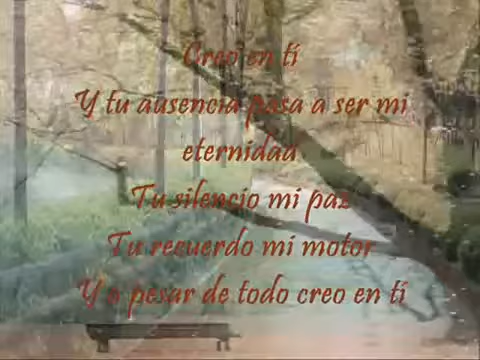 Creo en tí
Y tu ausencia pasa a ser mi
eternidad
Tu silencio mi paz
Tu recuerdo mi motor
Y a pesar de todo creo en tí